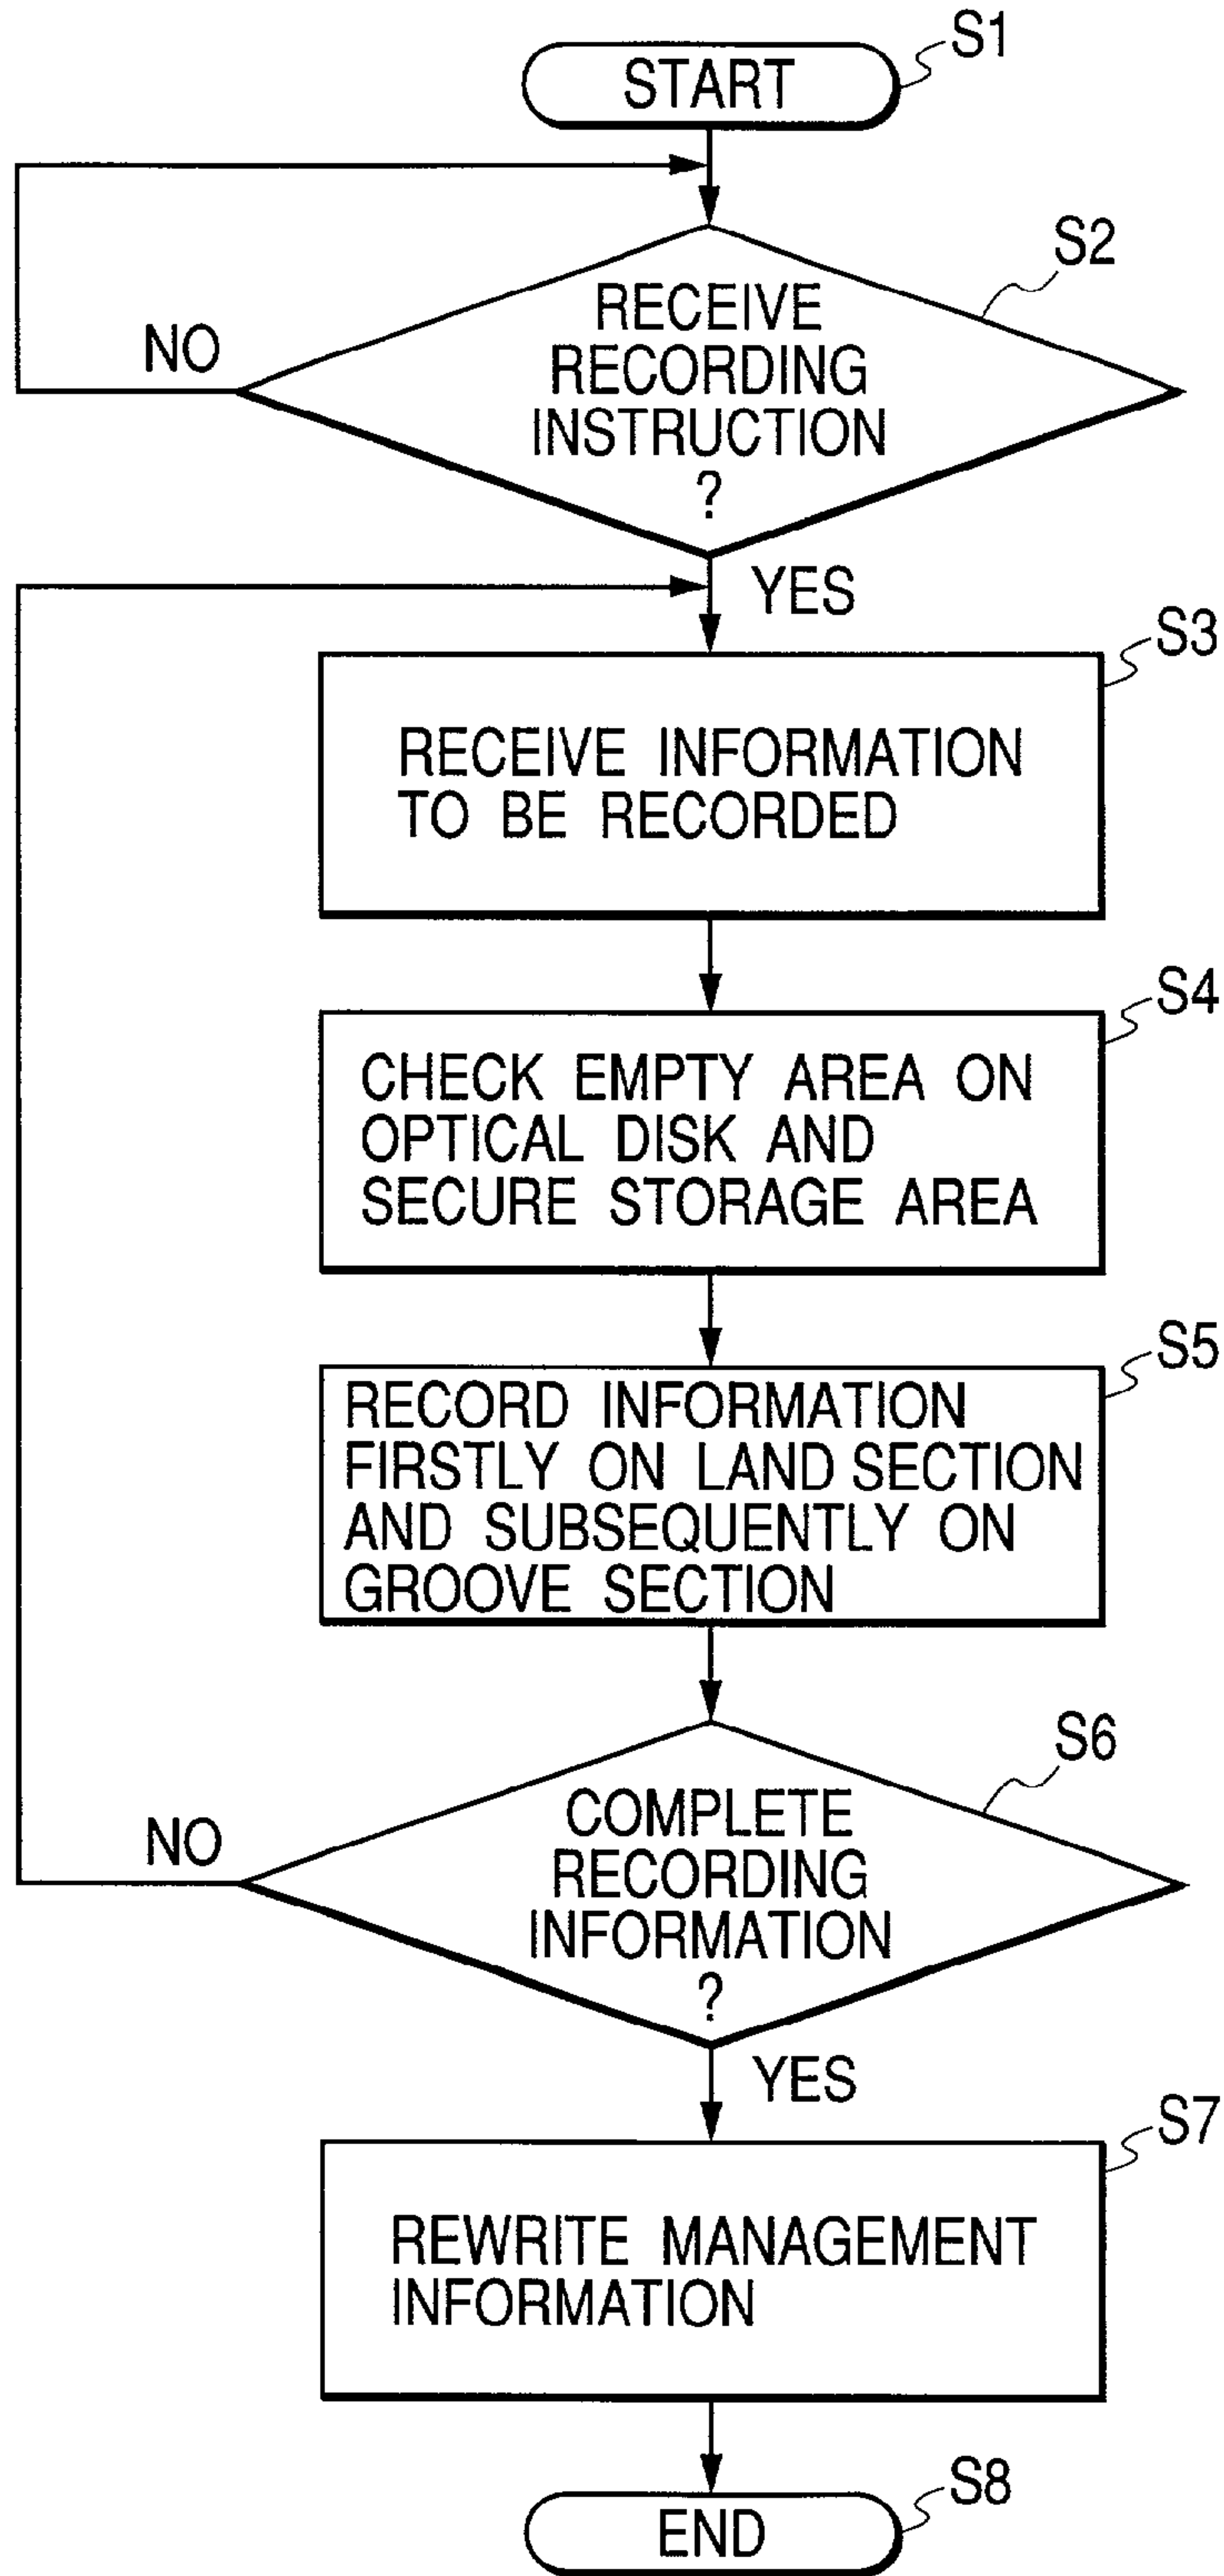 START
S1
S2
RECEIVE
RECORDING
INSTRUCTION
?
NO
YES
S3
RECEIVE INFORMATION
TO BE RECORDED
S4
CHECK EMPTY AREA ON
OPTICAL DISK AND
SECURE STORAGE AREA
S5
RECORD INFORMATION
FIRSTLY ON LAND SECTION
AND SUBSEQUENTLY ON
GROOVE SECTION
S6
COMPLETE
RECORDING
INFORMATION
?
NO
YES
S7
REWRITE MANAGEMENT
INFORMATION
S8
END